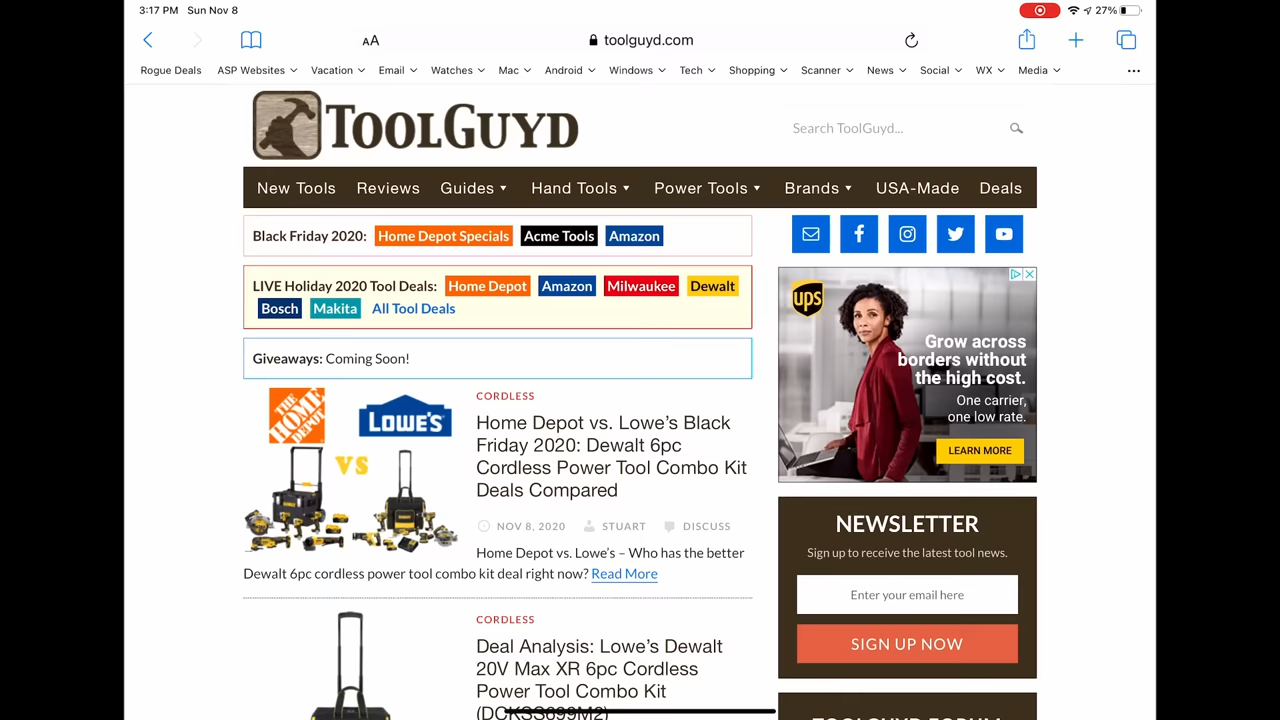 3:17 PM Sun Nov 8
27%
AA
toolguyd.com
Rogue Deals ASP Websites Vacation Email Watches Mac Android Windows Tech Shopping Scanner News Social WX Media
TOOLGUYD
Search ToolGuyd...
New Tools Reviews Guides Hand Tools Power Tools Brands USA-Made Deals
Black Friday 2020: Home Depot Specials Acme Tools Amazon
LIVE Holiday 2020 Tool Deals: Home Depot Amazon Milwaukee Dewalt
Bosch Makita All Tool Deals
Giveaways: Coming Soon!
THE
HOME
DEPOT
LOWE'S
VS
CORDLESS
Home Depot vs. Lowe's Black
Friday 2020: Dewalt 6pc
Cordless Power Tool Combo Kit
Deals Compared
NOV 8, 2020 STUART DISCUSS
Home Depot vs. Lowe's – Who has the better
Dewalt 6pc cordless power tool combo kit deal right now? Read More
CORDLESS
Deal Analysis: Lowe's Dewalt
20V Max XR 6pc Cordless
Power Tool Combo Kit
(DCKSS699M2)
ups
Grow across
borders without
the high cost.
One carrier,
one low rate.
LEARN MORE
NEWSLETTER
Sign up to receive the latest tool news.
Enter your email here
SIGN UP NOW
TOOLGUYD FORUM